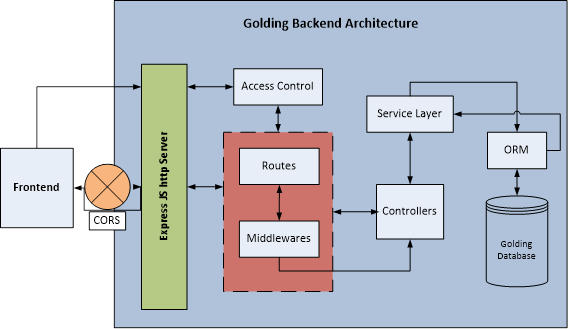 Golding Backend Architecture
Access Control
Service Layer
Express JS http Server
ORM
Frontend
Routes
CORS
Controllers
Middlewares
Golding
Database